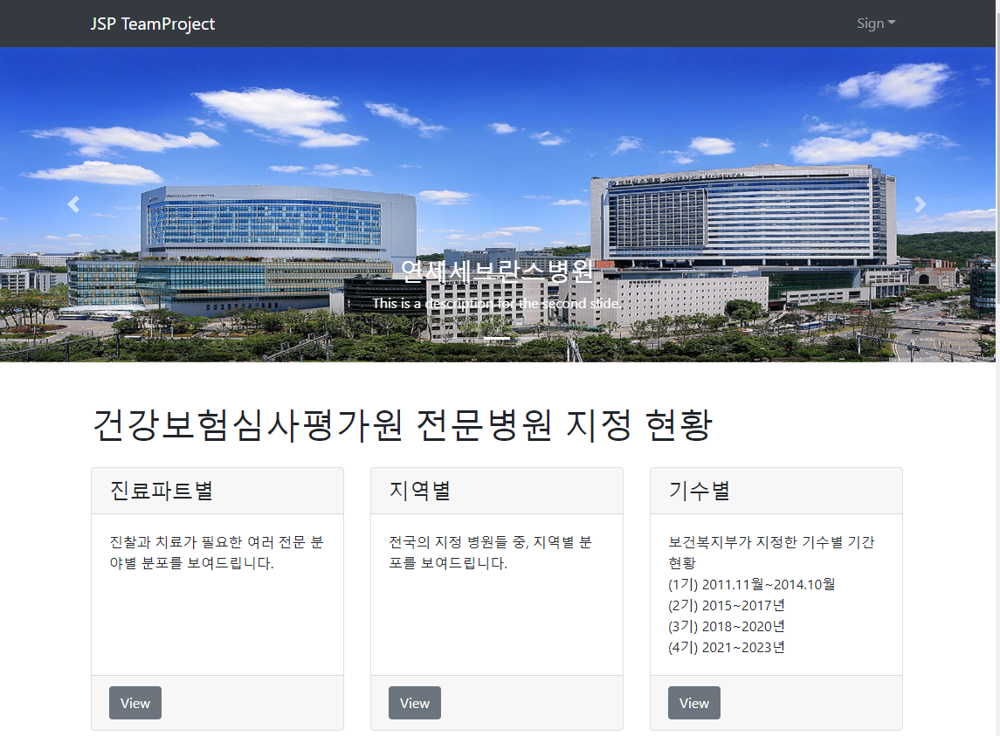 JSP TeamProject
Sign
SEVERANCE HOSPITAL
연세세브란스병원
This is a description for the second slide.
건강보험심사평가원 전문병원 지정 현황
진료파트별
진찰과 치료가 필요한 여러 전문 분
야별 분포를 보여드립니다.
View
지역별
전국의 지정 병원들 중, 지역별 분
포를 보여드립니다.
View
기수별
보건복지부가 지정한 기수별 기간
현황
(1기) 2011.11월~2014.10월
(2기) 2015~2017년
(3기) 2018~2020년
(4기) 2021~2023년
View